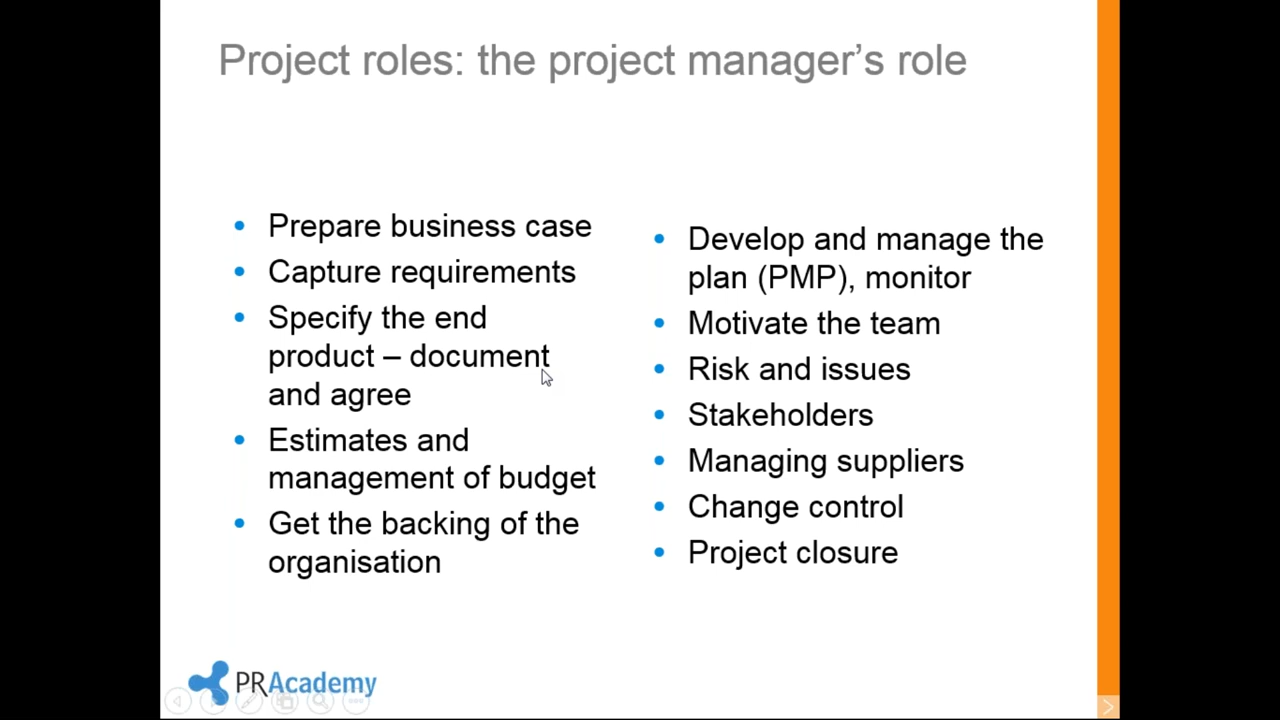 Project roles: the project manager’s role
• Prepare business case
• Capture requirements
• Specify the end
product – document
and agree
• Estimates and
management of budget
• Get the backing of the
organisation
• Develop and manage the
plan (PMP), monitor
• Motivate the team
• Risk and issues
• Stakeholders
• Managing suppliers
• Change control
• Project closure
PRAcademy